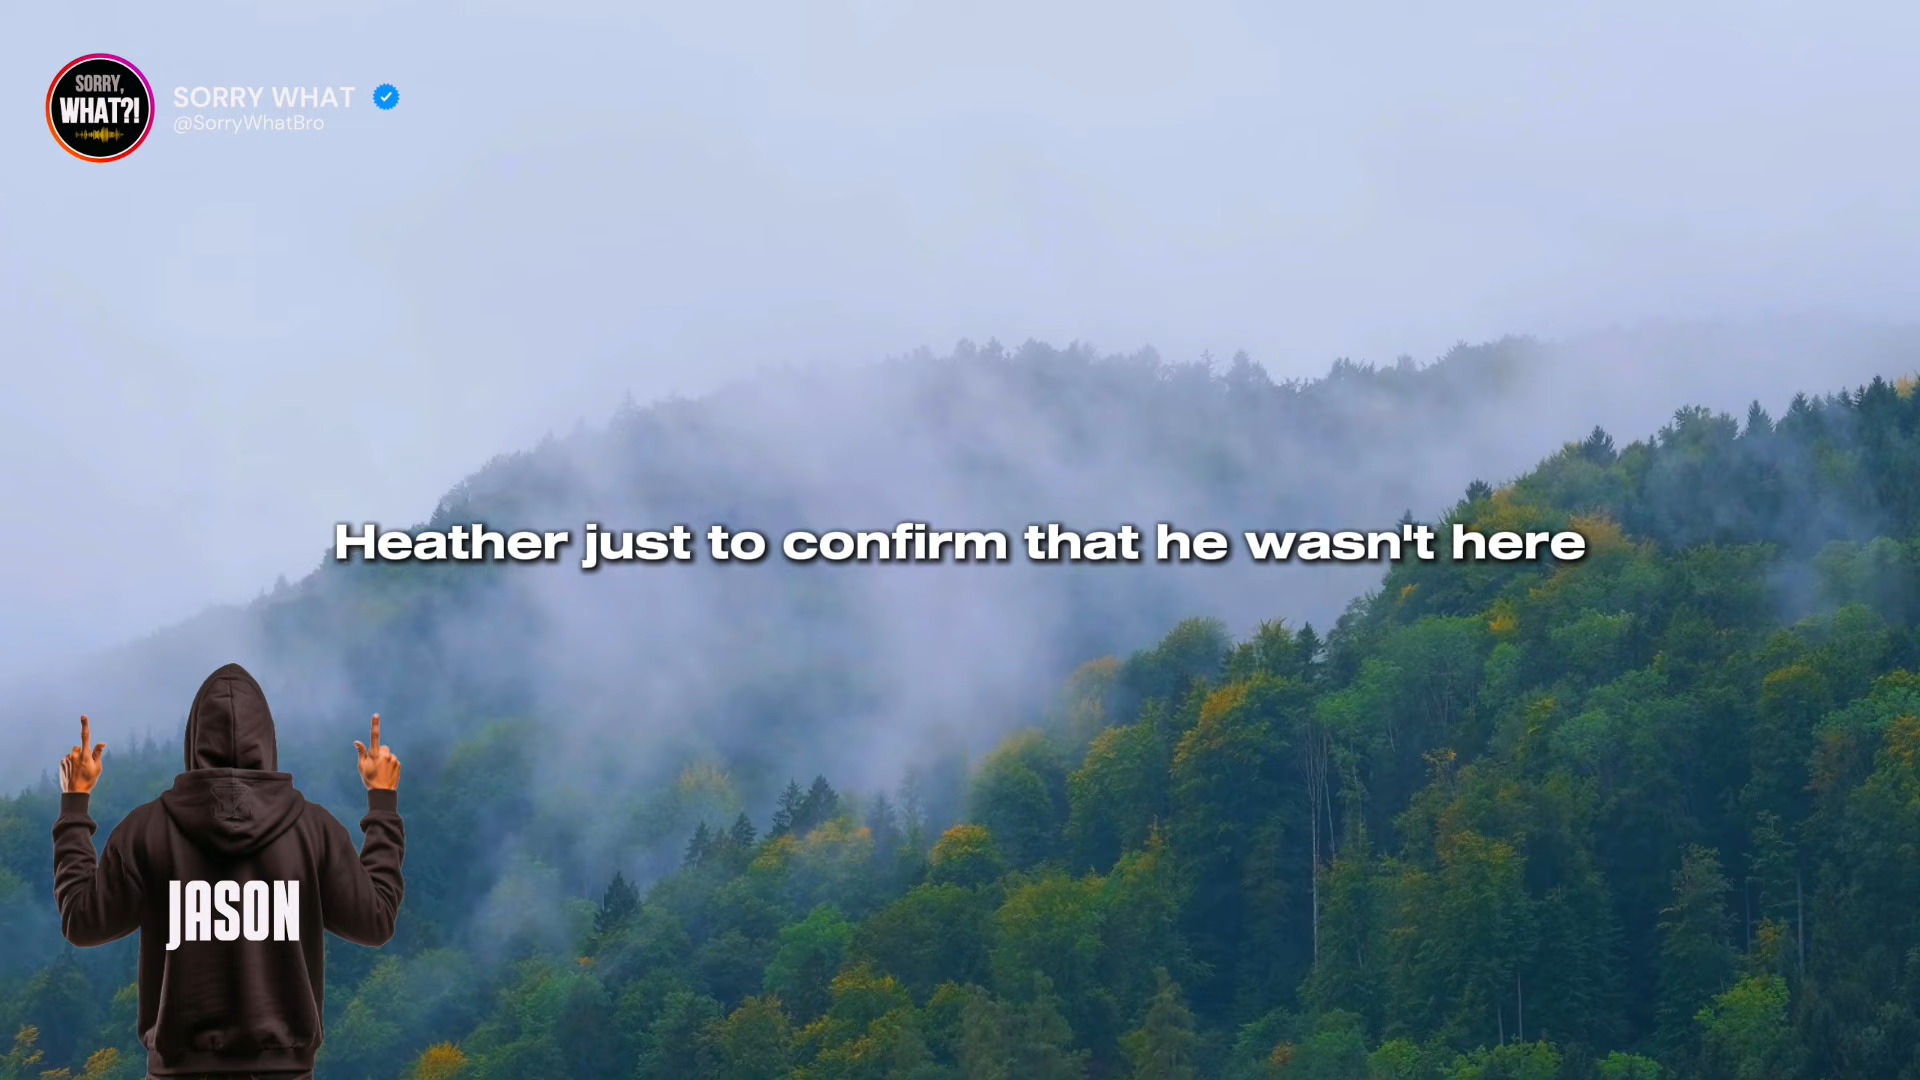 SORRY,
WHAT?!
SORRY WHAT
@SorryWhatBro
Heather just to confirm that he wasn't here
JASON